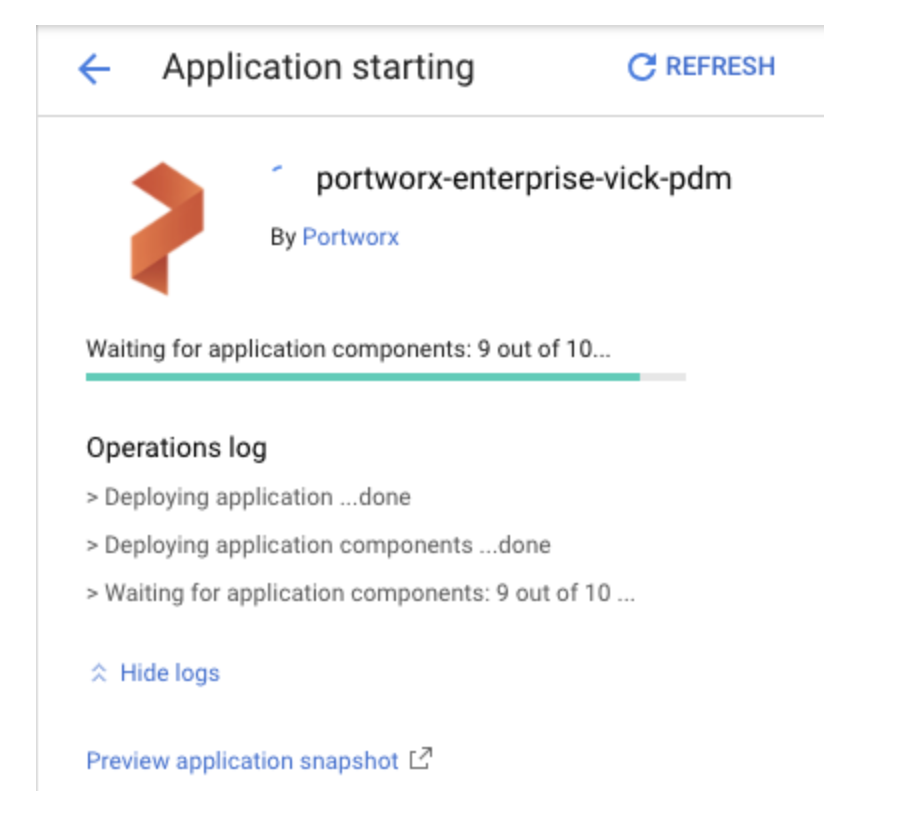 Application starting
REFRESH
portworx-enterprise-vick-pdm
By Portworx
Waiting for application components: 9 out of 10...
Operations log
> Deploying application ...done
> Deploying application components ...done
> Waiting for application components: 9 out of 10 ...
Hide logs
Preview application snapshot